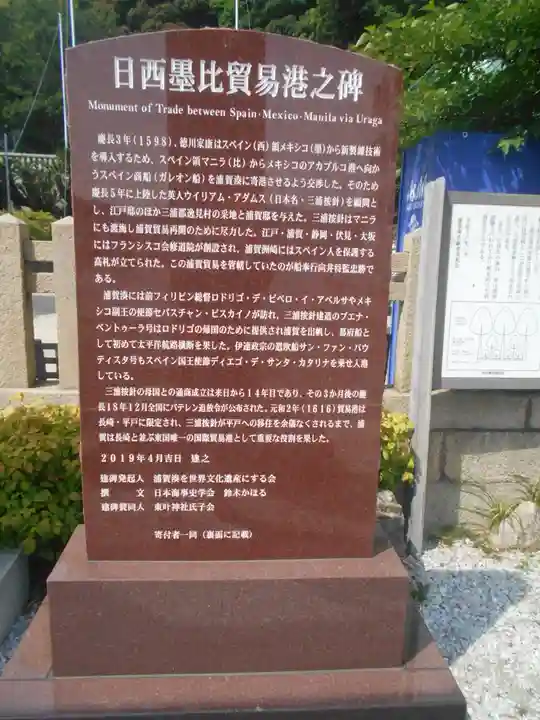 日西墨比貿易港之碑
Monument of Trade between Spain・Mexico・Manila via Uraga
慶長3年(1598)、徳川家康はスペイン(西)領メキシコ(墨)から新製錬技術
を導入するため、スペイン領マニラ(比)からメキシコのアカプルコ港へ向か
うスペイン商船(ガレオン船)を浦賀湊に寄港させるよう交渉した。そのため
慶長5年に上陸した英人ウイリアム・アダムス(日本名・三浦按針)を顧問と
し、江戸邸のほか三浦郡逸見村の采地と浦賀邸を与えた。三浦按針はマニラ
にも渡海し浦賀貿易再開のために尽力した。江戸・浦賀・静岡・伏見・大坂
にはフランシスコ会修道院が創設され、浦賀洲崎にはスペイン人を保護する
高札が立てられた。この浦賀貿易を管轄していたのが船奉行向井将監忠勝で
ある。
浦賀湊には前フィリピン総督ロドリゴ・デ・ビベロ・イ・アベルサやメキ
シコ副王の使節セバスチャン・ビスカイノが訪れ、三浦按針建造のブエナ・
ベントゥーラ号はロドリゴの帰国のために提供され浦賀を出帆し、幕府船と
して初めて太平洋航路横断を果した。伊達政宗の遣欧船サン・ファン・バウ
ティスタ号もスペイン国王使節ディエゴ・デ・サンタ・カタリナを乗せ入港
している。
三浦按針の母国との通商成立は来日から14年目であり、その3か月後の慶
長18年12月全国にバテレン追放令が公布された。元和2年(1616)貿易港は
長崎・平戸に限定され、三浦按針が平戸への移住を余儀なくされるまで、浦
賀は長崎と並ぶ東国唯一の国際貿易港として重要な役割を果した。
2019年4月吉日 建之
建碑発起人 浦賀湊を世界文化遺産にする会
撰 文 日本海事史学会 鈴木かほる
建碑賛同人 東叶神社氏子会
寄付者一同(裏面に記載)